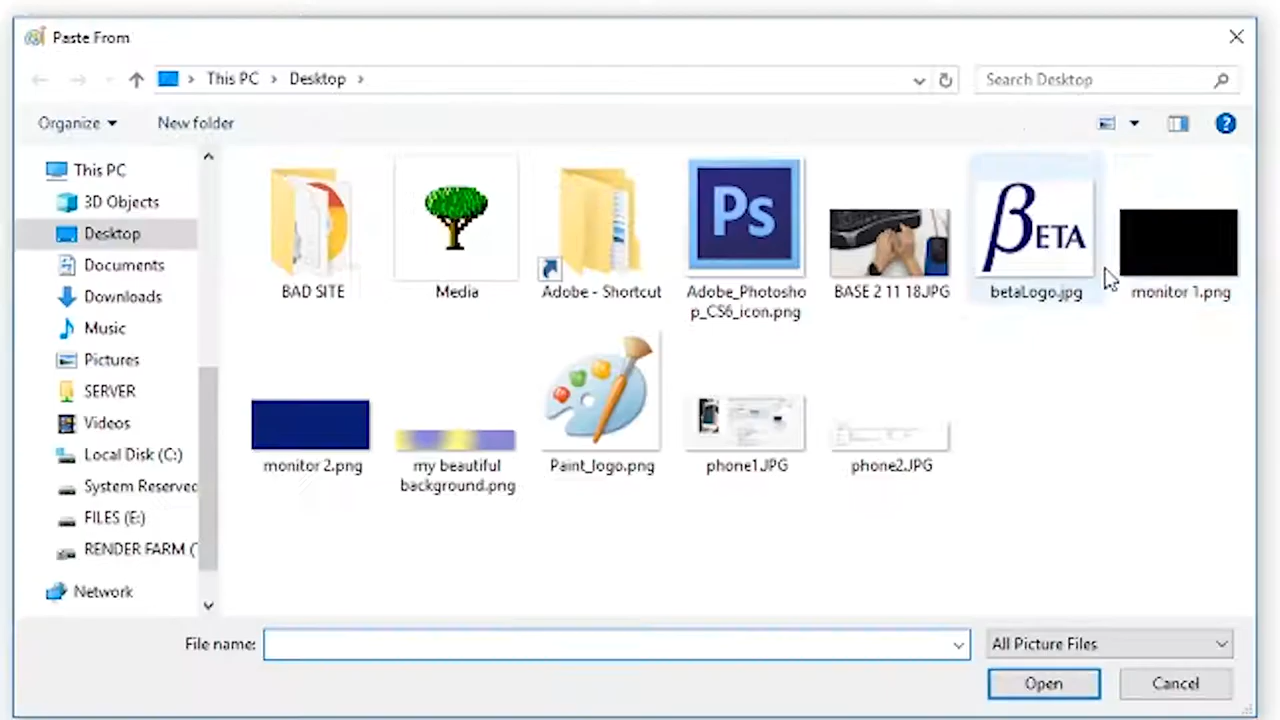 Paste From
This PC
Desktop
Search Desktop
Organize
New folder
This PC
3D Objects
Desktop
Documents
Downloads
Music
Pictures
SERVER
Videos
Local Disk (C:)
System Reserved
FILES (E:)
RENDER FARM (
Network
BAD SITE
Media
Adobe - Shortcut
Ps
Adobe_Photosho
p_CS6_icon.png
BASE 2 11 18.JPG
βETA
betaLogo.jpg
monitor 1.png
monitor 2.png
my beautiful
background.png
Paint_logo.png
phone1.JPG
phone2.JPG
File name:
All Picture Files
Open
Cancel